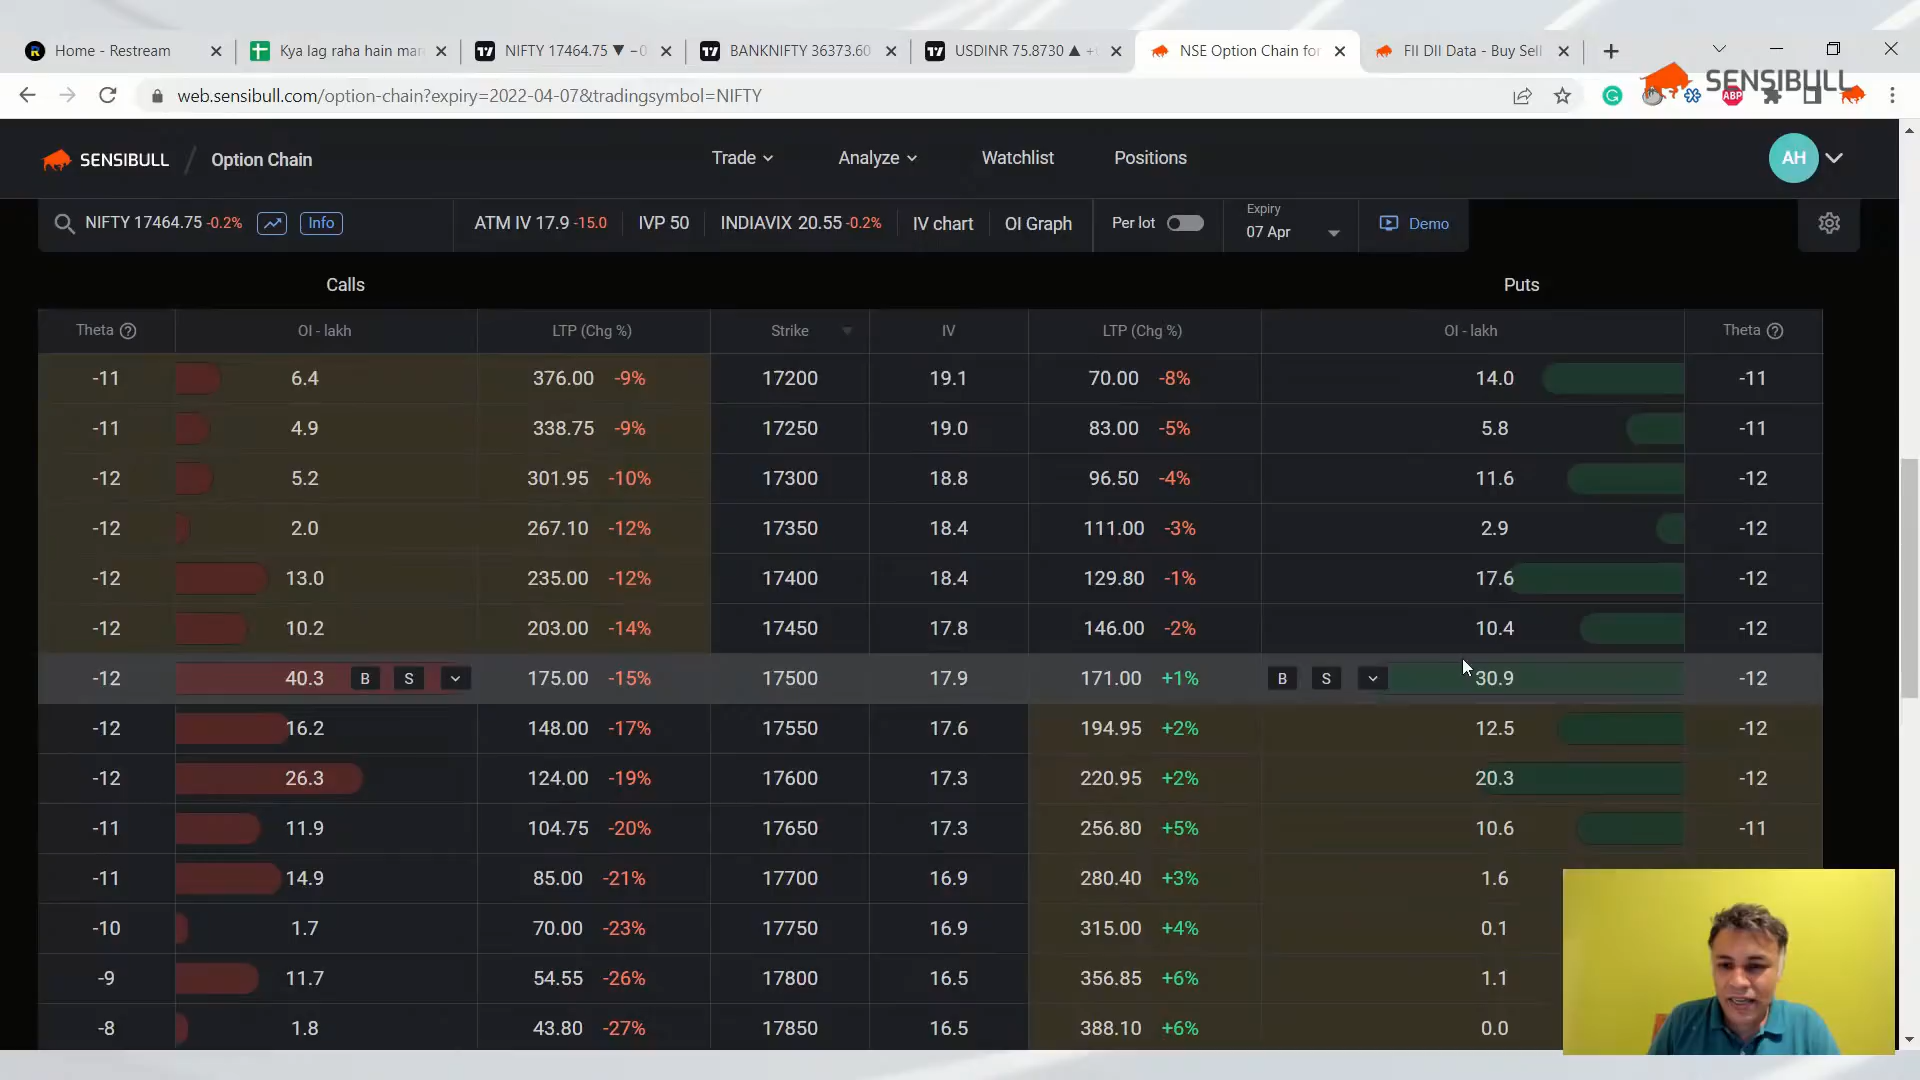 Home - Restream
Kya lag raha hain mar
NIFTY 17464.75 ▼ −0
BANKNIFTY 36373.60
USDINR 75.8730 ▲ +
NSE Option Chain for
FII DII Data - Buy Sell
web.sensibull.com/option-chain?expiry=2022-04-07&tradingsymbol=NIFTY
ABP
SENSIBULL
SENSIBULL / Option Chain
Trade
Analyze
Watchlist
Positions
AH
NIFTY 17464.75 -0.2% Info
ATM IV 17.9 -15.0
IVP 50
INDIAVIX 20.55 -0.2%
IV chart
OI Graph
Per lot
Expiry
07 Apr
Demo
Calls
Puts
Theta OI - lakh LTP (Chg %) Strike IV LTP (Chg %) OI - lakh Theta
-11 6.4 376.00 -9% 17200 19.1 70.00 -8% 14.0 -11
-11 4.9 338.75 -9% 17250 19.0 83.00 -5% 5.8 -11
-12 5.2 301.95 -10% 17300 18.8 96.50 -4% 11.6 -12
-12 2.0 267.10 -12% 17350 18.4 111.00 -3% 2.9 -12
-12 13.0 235.00 -12% 17400 18.4 129.80 -1% 17.6 -12
-12 10.2 203.00 -14% 17450 17.8 146.00 -2% 10.4 -12
-12 40.3 B S 175.00 -15% 17500 17.9 171.00 +1% B S 30.9 -12
-12 16.2 148.00 -17% 17550 17.6 194.95 +2% 12.5 -12
-12 26.3 124.00 -19% 17600 17.3 220.95 +2% 20.3 -12
-11 11.9 104.75 -20% 17650 17.3 256.80 +5% 10.6 -11
-11 14.9 85.00 -21% 17700 16.9 280.40 +3% 1.6
-10 1.7 70.00 -23% 17750 16.9 315.00 +4% 0.1
-9 11.7 54.55 -26% 17800 16.5 356.85 +6% 1.1
-8 1.8 43.80 -27% 17850 16.5 388.10 +6% 0.0